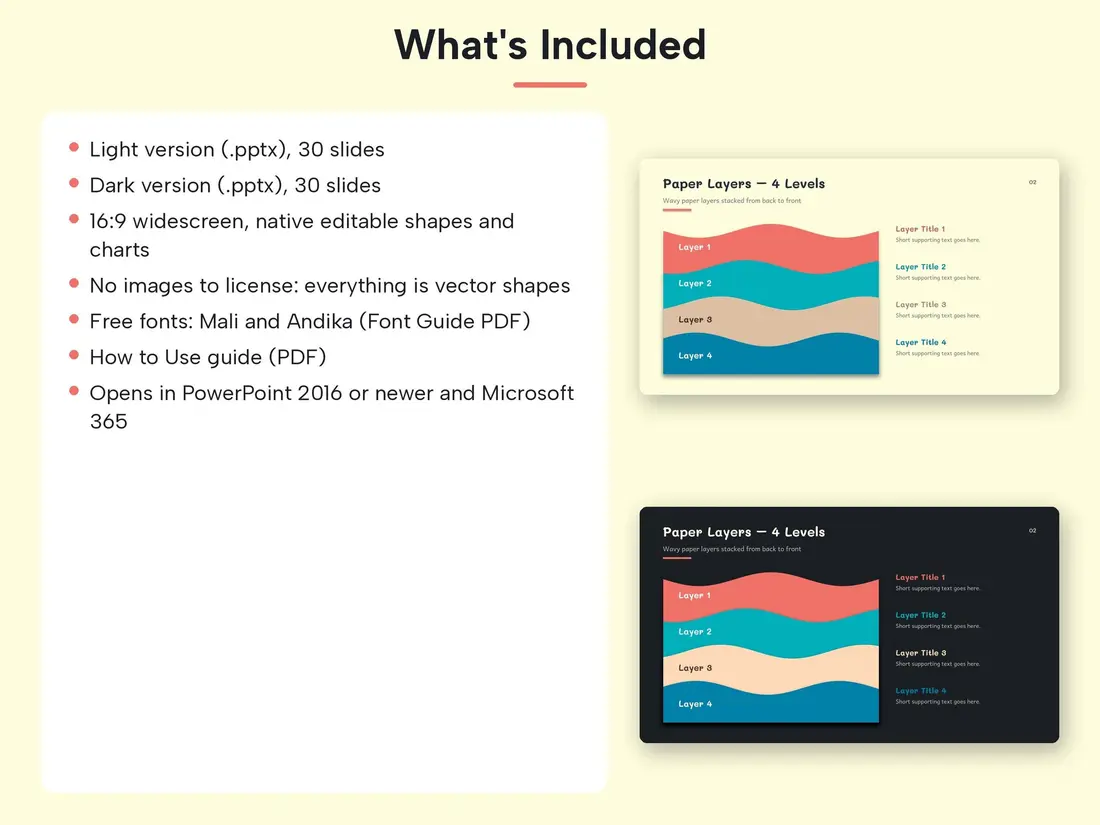 What's Included
Light version (.pptx), 30 slides
Dark version (.pptx), 30 slides
16:9 widescreen, native editable shapes and
charts
No images to license: everything is vector shapes
Free fonts: Mali and Andika (Font Guide PDF)
How to Use guide (PDF)
Opens in PowerPoint 2016 or newer and Microsoft
365
Paper Layers — 4 Levels
02
Wavy paper layers stacked from back to front
Layer 1
Layer 2
Layer 3
Layer 4
Layer Title 1
Short supporting text goes here.
Layer Title 2
Short supporting text goes here.
Layer Title 3
Short supporting text goes here.
Layer Title 4
Short supporting text goes here.
Paper Layers — 4 Levels
02
Wavy paper layers stacked from back to front
Layer 1
Layer 2
Layer 3
Layer 4
Layer Title 1
Short supporting text goes here.
Layer Title 2
Short supporting text goes here.
Layer Title 3
Short supporting text goes here.
Layer Title 4
Short supporting text goes here.